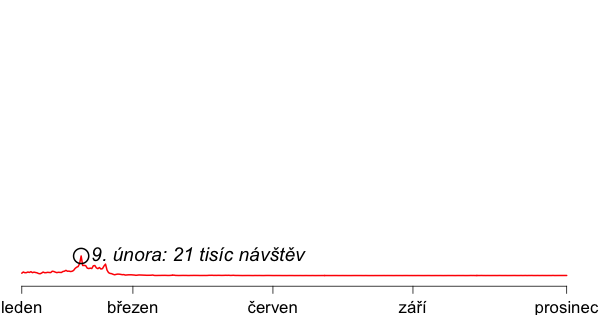 9. února: 21 tisíc návštěv
leden březen červen září prosinec